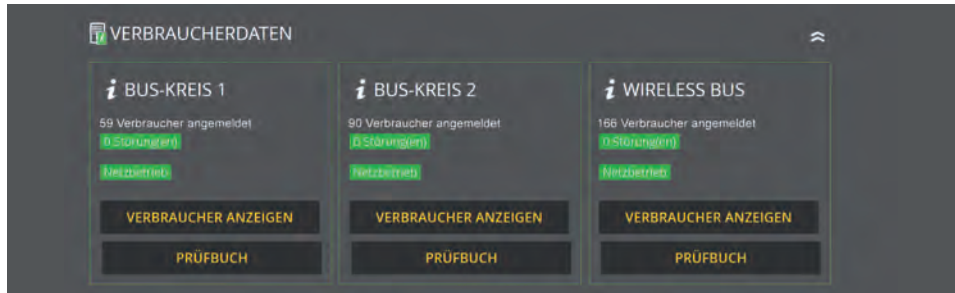 VERBRAUCHERDATEN
i BUS-KREIS 1
59 Verbraucher angemeldet
0 Störung(en)
Netzbetrieb
VERBRAUCHER ANZEIGEN
PRÜFBUCH
i BUS-KREIS 2
90 Verbraucher angemeldet
0 Störung(en)
Netzbetrieb
VERBRAUCHER ANZEIGEN
PRÜFBUCH
i WIRELESS BUS
166 Verbraucher angemeldet
0 Störung(en)
Netzbetrieb
VERBRAUCHER ANZEIGEN
PRÜFBUCH